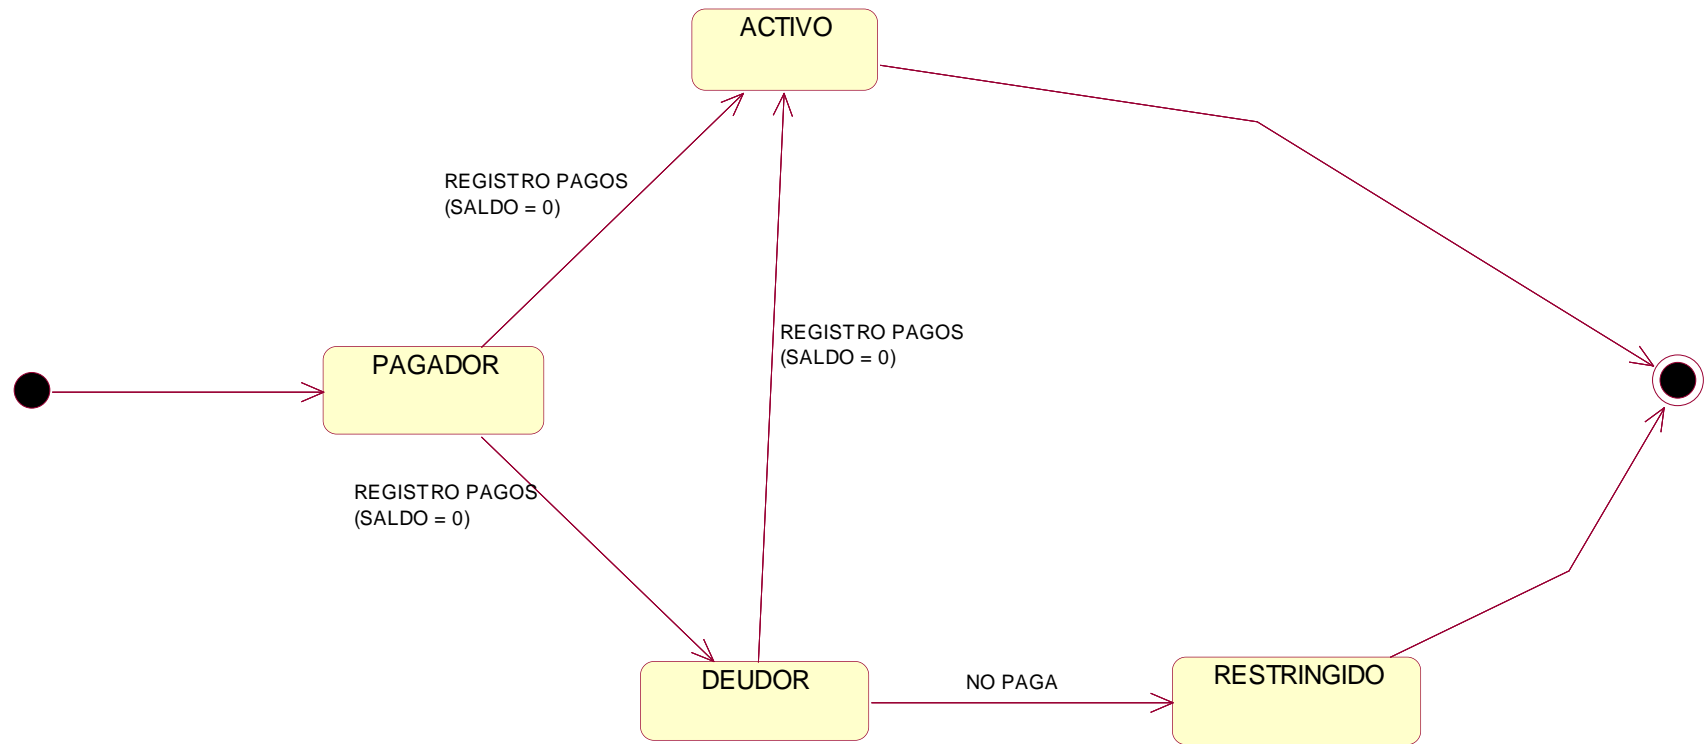 ACTIVO
REGISTRO PAGOS
(SALDO = 0)
REGISTRO PAGOS
(SALDO = 0)
PAGADOR
REGISTRO PAGOS
(SALDO = 0)
DEUDOR
NO PAGA
RESTRINGIDO